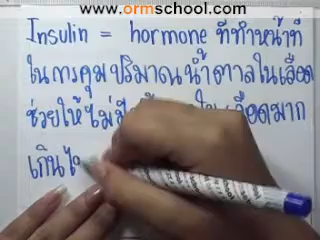 www.ormschool.com
Insulin = hormone ที่ทำหน้าที่
ในการคุมปริมาณน้ำตาลในเลือด
ช่วยให้ไม่มี เลือดมาก
เกินไ